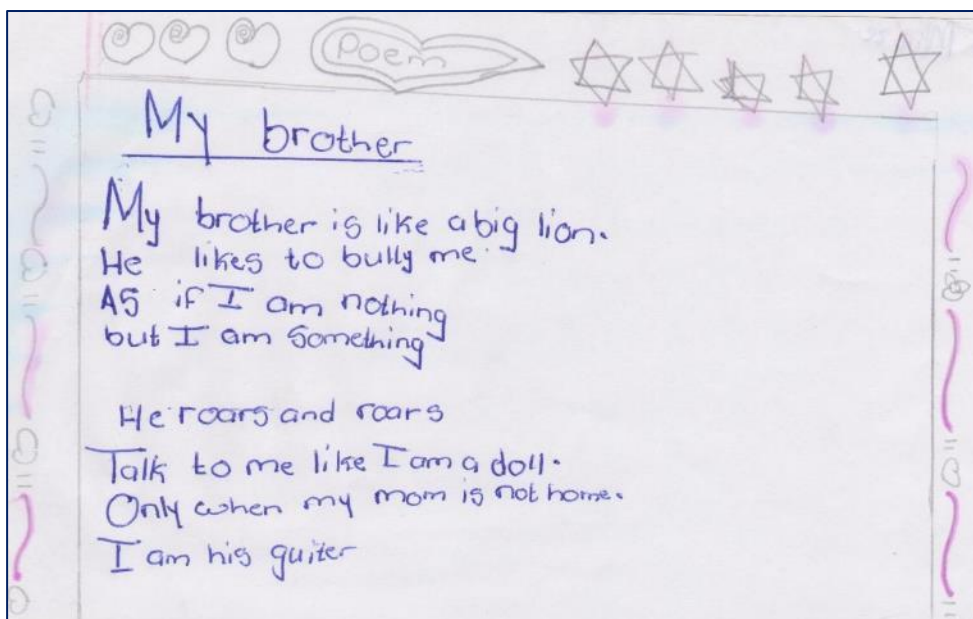 Poem
My brother
My brother is like a big lion.
He likes to bully me.
As if I am nothing
but I am Something
He roars and roars
Talk to me like I am a doll.
Only when my mom is not home.
I am his guiter